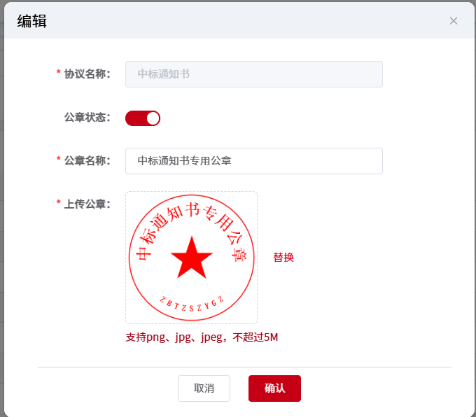 编辑
* 协议名称： 中标通知书
公章状态：
* 公章名称： 中标通知书专用公章
* 上传公章：
中标通知书专用公章
ZBTZSZYGZ
替换
支持png、jpg、jpeg，不超过5M
取消 确认